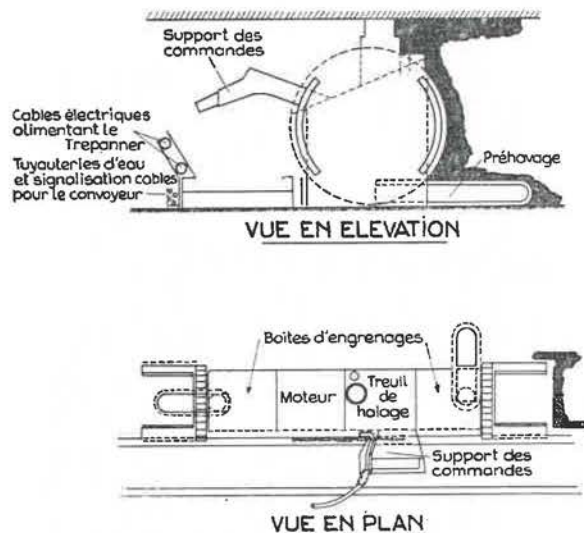 Support des
commandes
Cables électriques
alimentant le
Trepanner
Tuyauteries d'eau
et signalisation cables
pour le convoyeur
Préhavage
VUE EN ELEVATION
Boîtes d'engrenages
Moteur
Treuil
de
halage
Support des
commandes
VUE EN PLAN